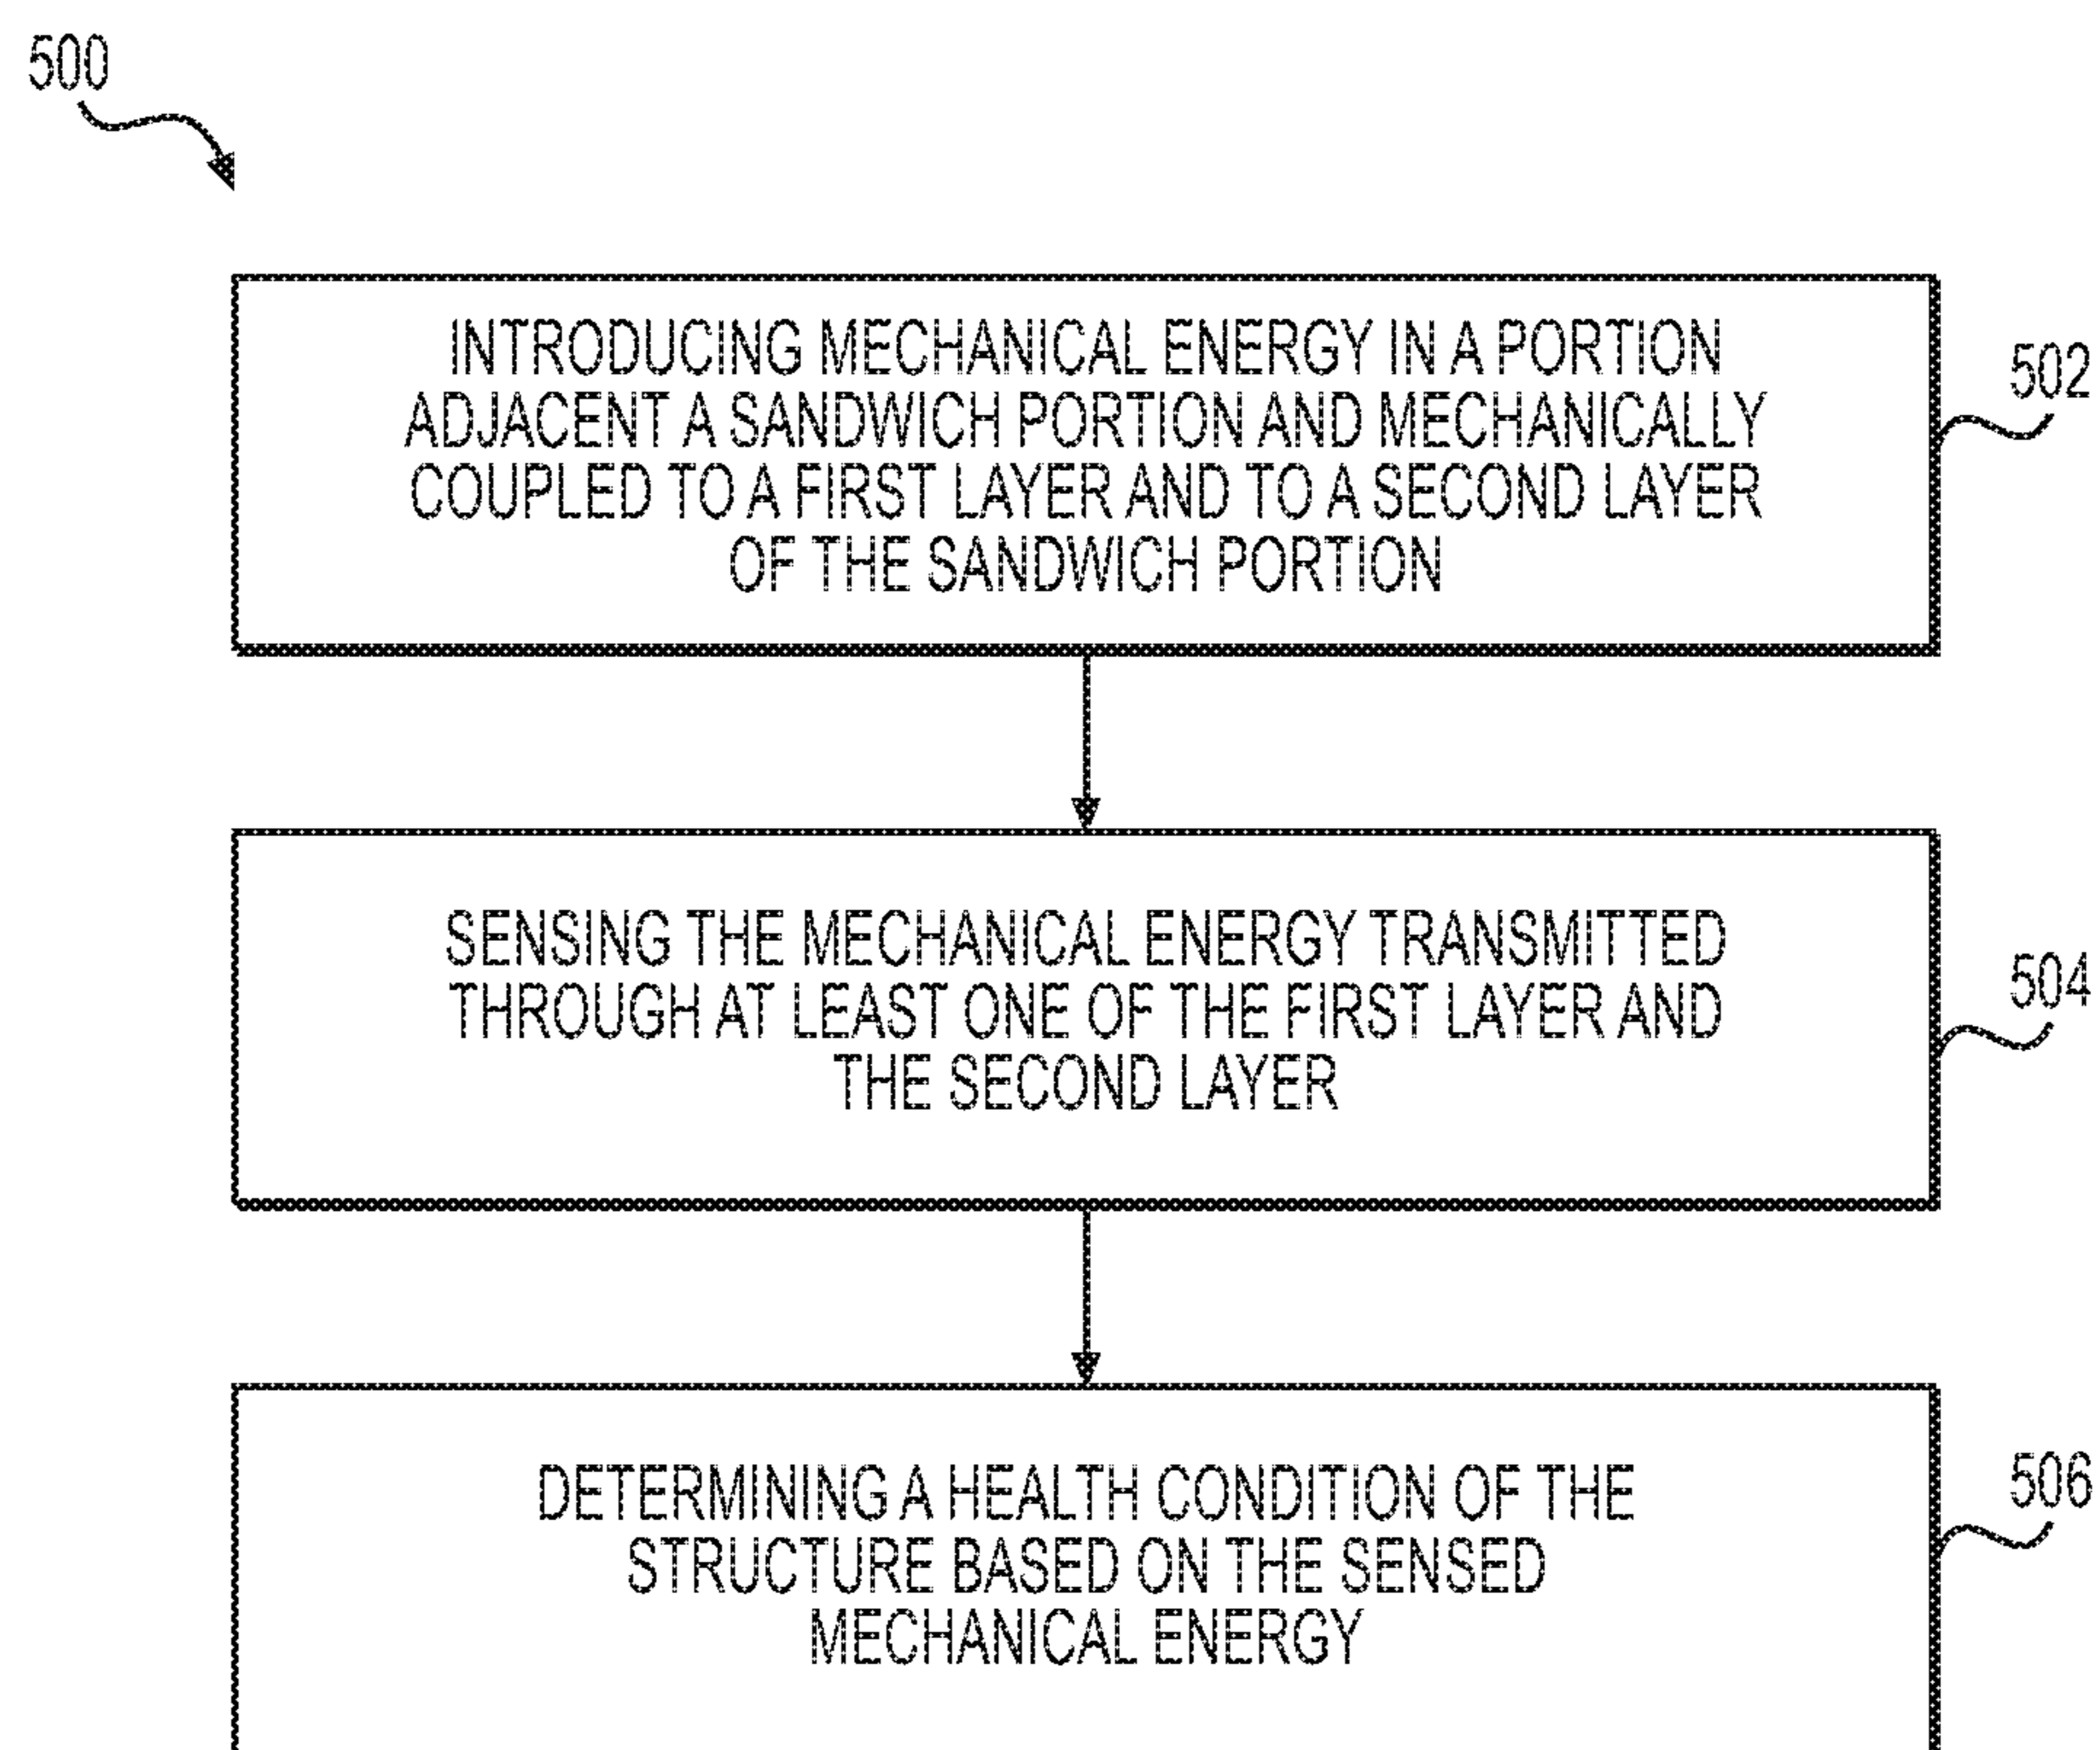 500
INTRODUCING MECHANICAL ENERGY IN A PORTION
ADJACENT A SANDWICH PORTION AND MECHANICALLY
COUPLED TO A FIRST LAYER AND TO A SECOND LAYER
OF THE SANDWICH PORTION
502
SENSING THE MECHANICAL ENERGY TRANSMITTED
THROUGH AT LEAST ONE OF THE FIRST LAYER AND
THE SECOND LAYER
504
DETERMINING A HEALTH CONDITION OF THE
STRUCTURE BASED ON THE SENSED
MECHANICAL ENERGY
506